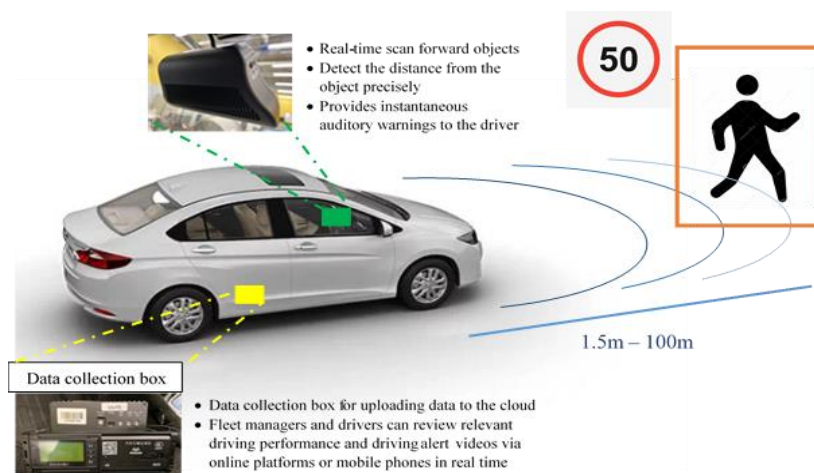 • Real-time scan forward objects
• Detect the distance from the
object precisely
• Provides instantaneous
auditory warnings to the driver
50
1.5m – 100m
Data collection box
• Data collection box for uploading data to the cloud
• Fleet managers and drivers can review relevant
driving performance and driving alert videos via
online platforms or mobile phones in real time